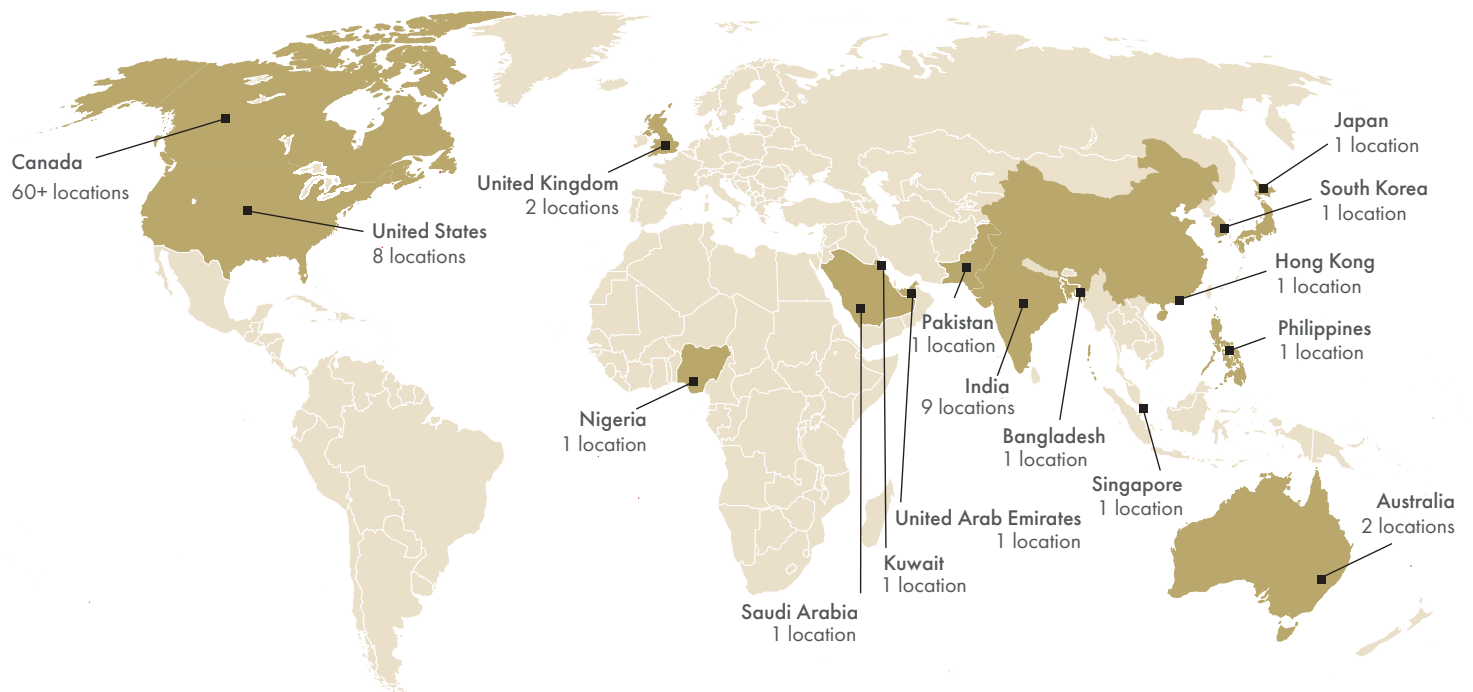 Canada
60+ locations
United States
8 locations
United Kingdom
2 locations
Nigeria
1 location
Saudi Arabia
1 location
Kuwait
1 location
United Arab Emirates
1 location
Pakistan
1 location
India
9 locations
Bangladesh
1 location
Singapore
1 location
Japan
1 location
South Korea
1 location
Hong Kong
1 location
Philippines
1 location
Australia
2 locations